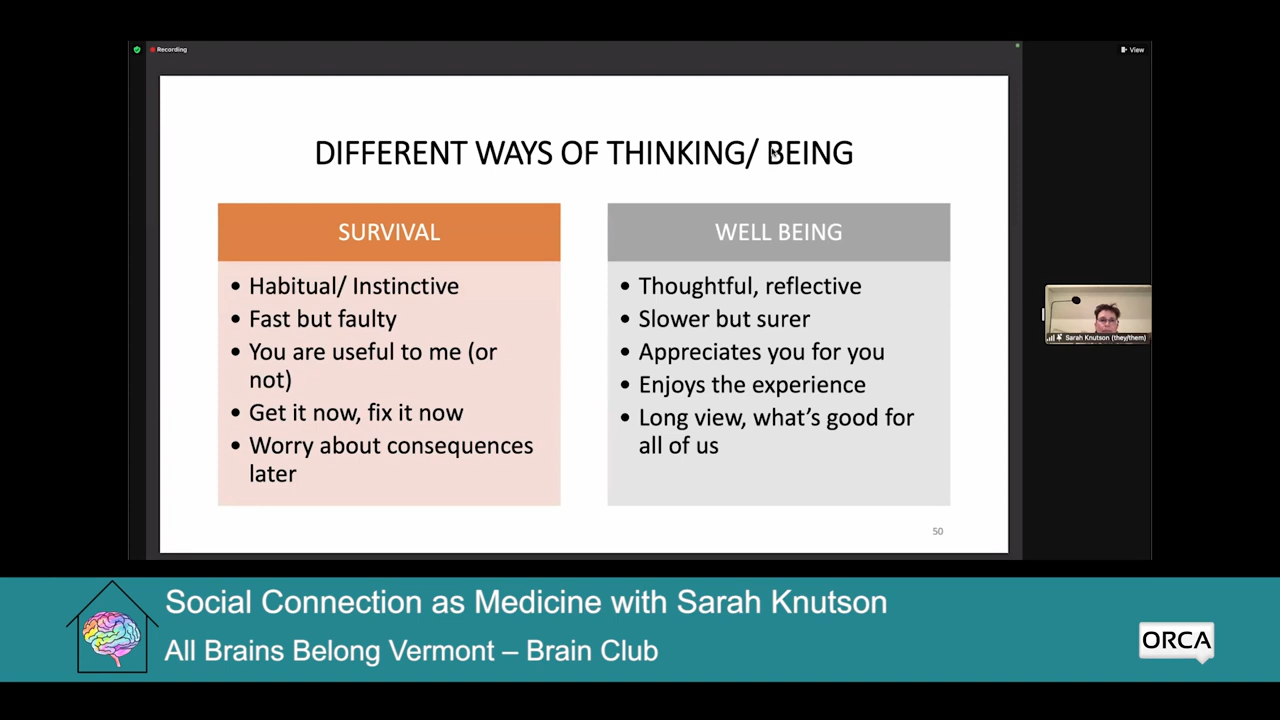 Recording
View
DIFFERENT WAYS OF THINKING/ BEING
SURVIVAL
• Habitual/ Instinctive
• Fast but faulty
• You are useful to me (or
not)
• Get it now, fix it now
• Worry about consequences
later
WELL BEING
• Thoughtful, reflective
• Slower but surer
• Appreciates you for you
• Enjoys the experience
• Long view, what's good for
all of us
50
Sarah Knutson (they/them)
Social Connection as Medicine with Sarah Knutson
All Brains Belong Vermont – Brain Club
ORCA